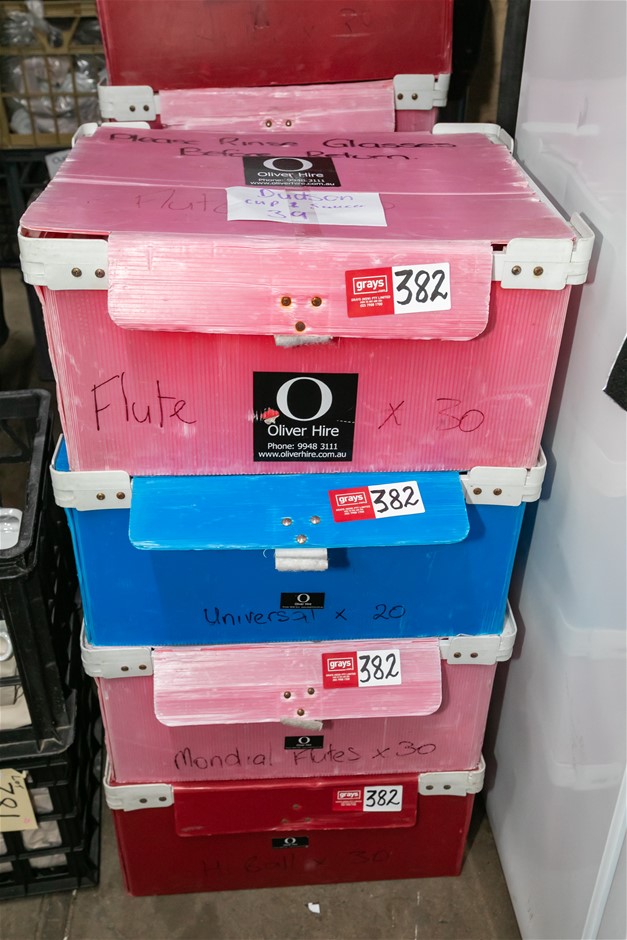 Please Rinse Glasses
Before Return.
O
Oliver Hire
Phone: 9948 3111
www.oliverhire.com.au
Dudson
cup & saucer
39
grays
382
Flute
O
Oliver Hire
Phone: 9948 3111
www.oliverhire.com.au
x 30
grays
382
O
Universal x 20
grays
382
O
Mondial Flutes x 30
grays
382
O
Hi Ball x 30